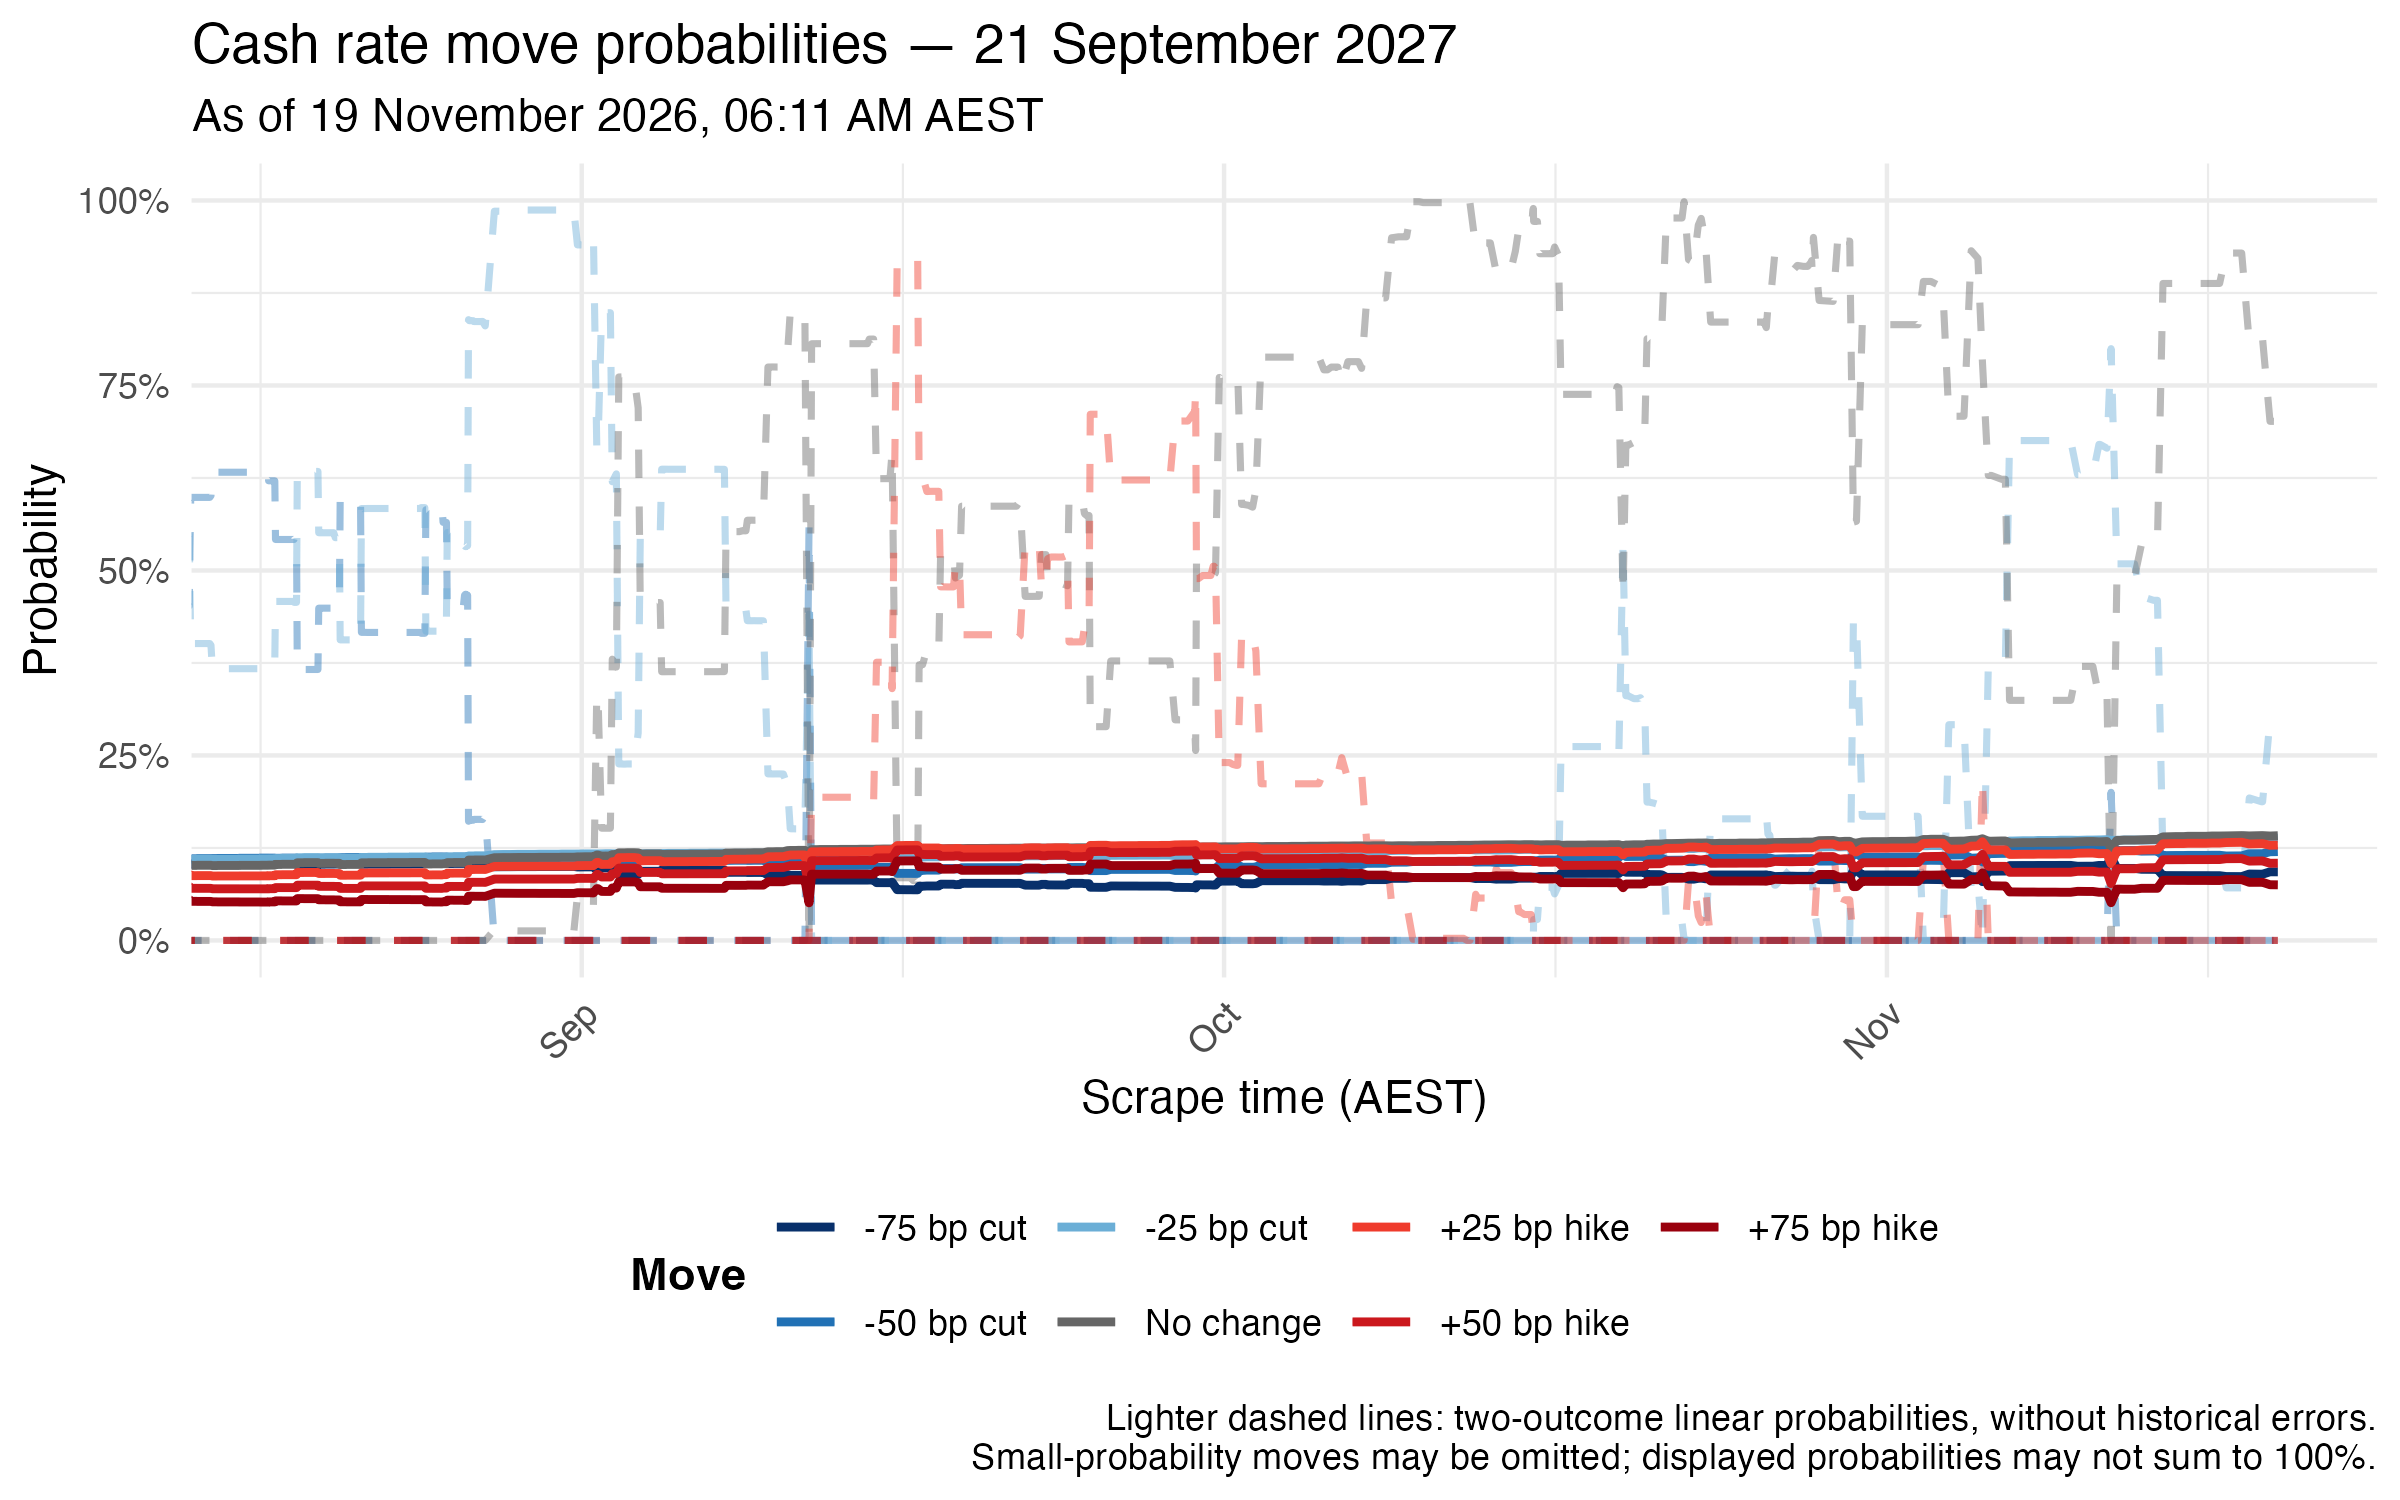 Cash rate move probabilities — 21 September 2027
As of 19 November 2026, 06:11 AM AEST
100%
75%
50%
25%
0%
Probability
Sep
Oct
Nov
Scrape time (AEST)
Move
-75 bp cut
-25 bp cut
+25 bp hike
+75 bp hike
-50 bp cut
No change
+50 bp hike
Lighter dashed lines: two-outcome linear probabilities, without historical errors.
Small-probability moves may be omitted; displayed probabilities may not sum to 100%.